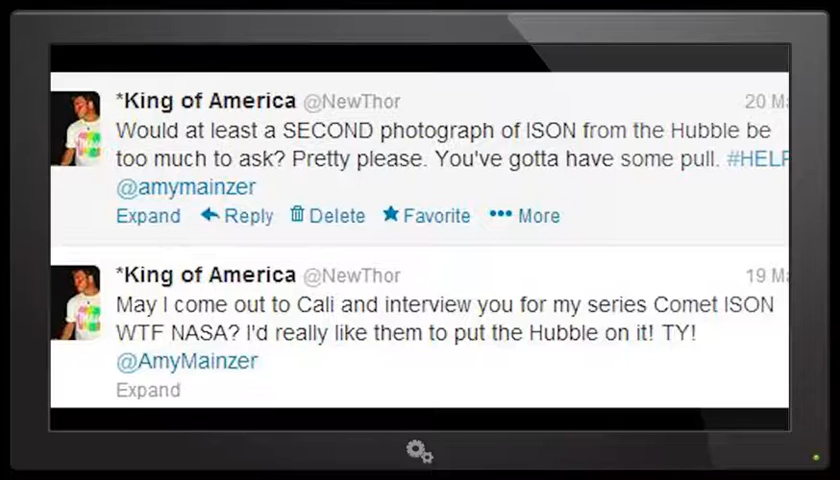 *King of America @NewThor 20
Would at least a SECOND photograph of ISON from the Hubble be
too much to ask? Pretty please. You've gotta have some pull. #HELP
@amymainzer
Expand Reply Delete Favorite More
*King of America @NewThor 19
May I come out to Cali and interview you for my series Comet ISON
WTF NASA? I'd really like them to put the Hubble on it! TY!
@AmyMainzer
Expand